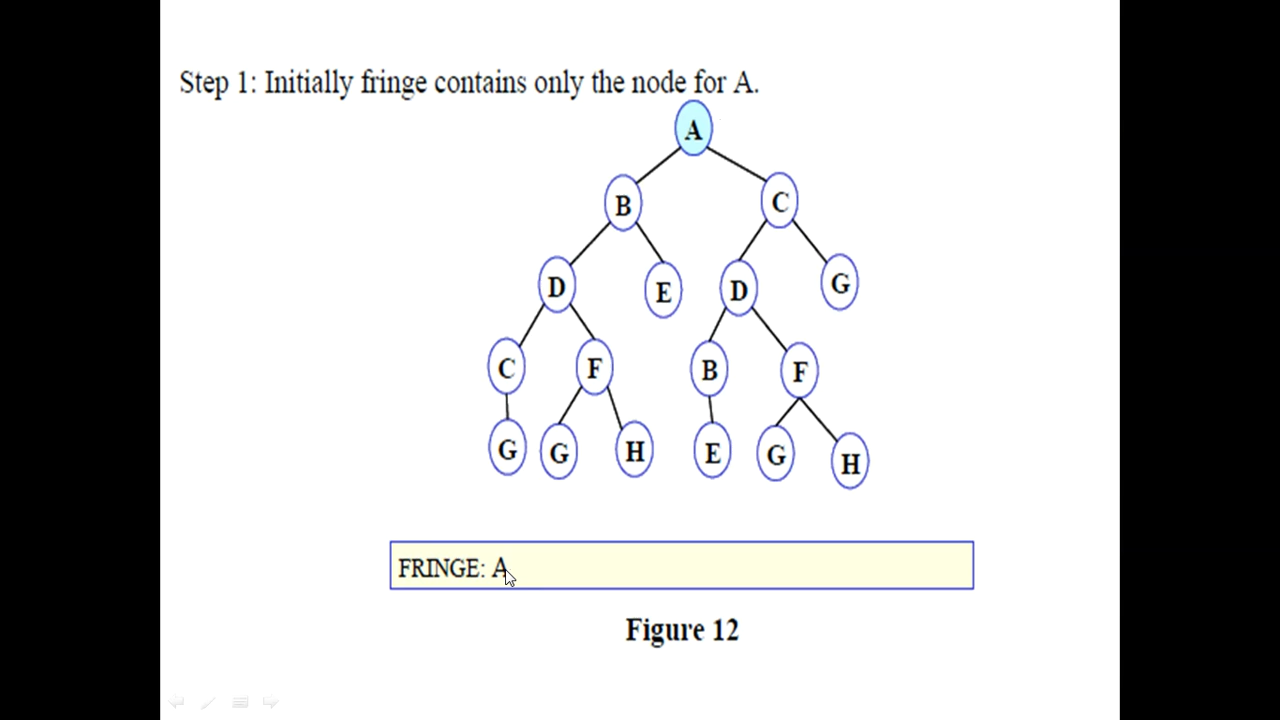 Step 1: Initially fringe contains only the node for A.
A
B C
D E D G
C F B F
G G H E G H
FRINGE: A
Figure 12